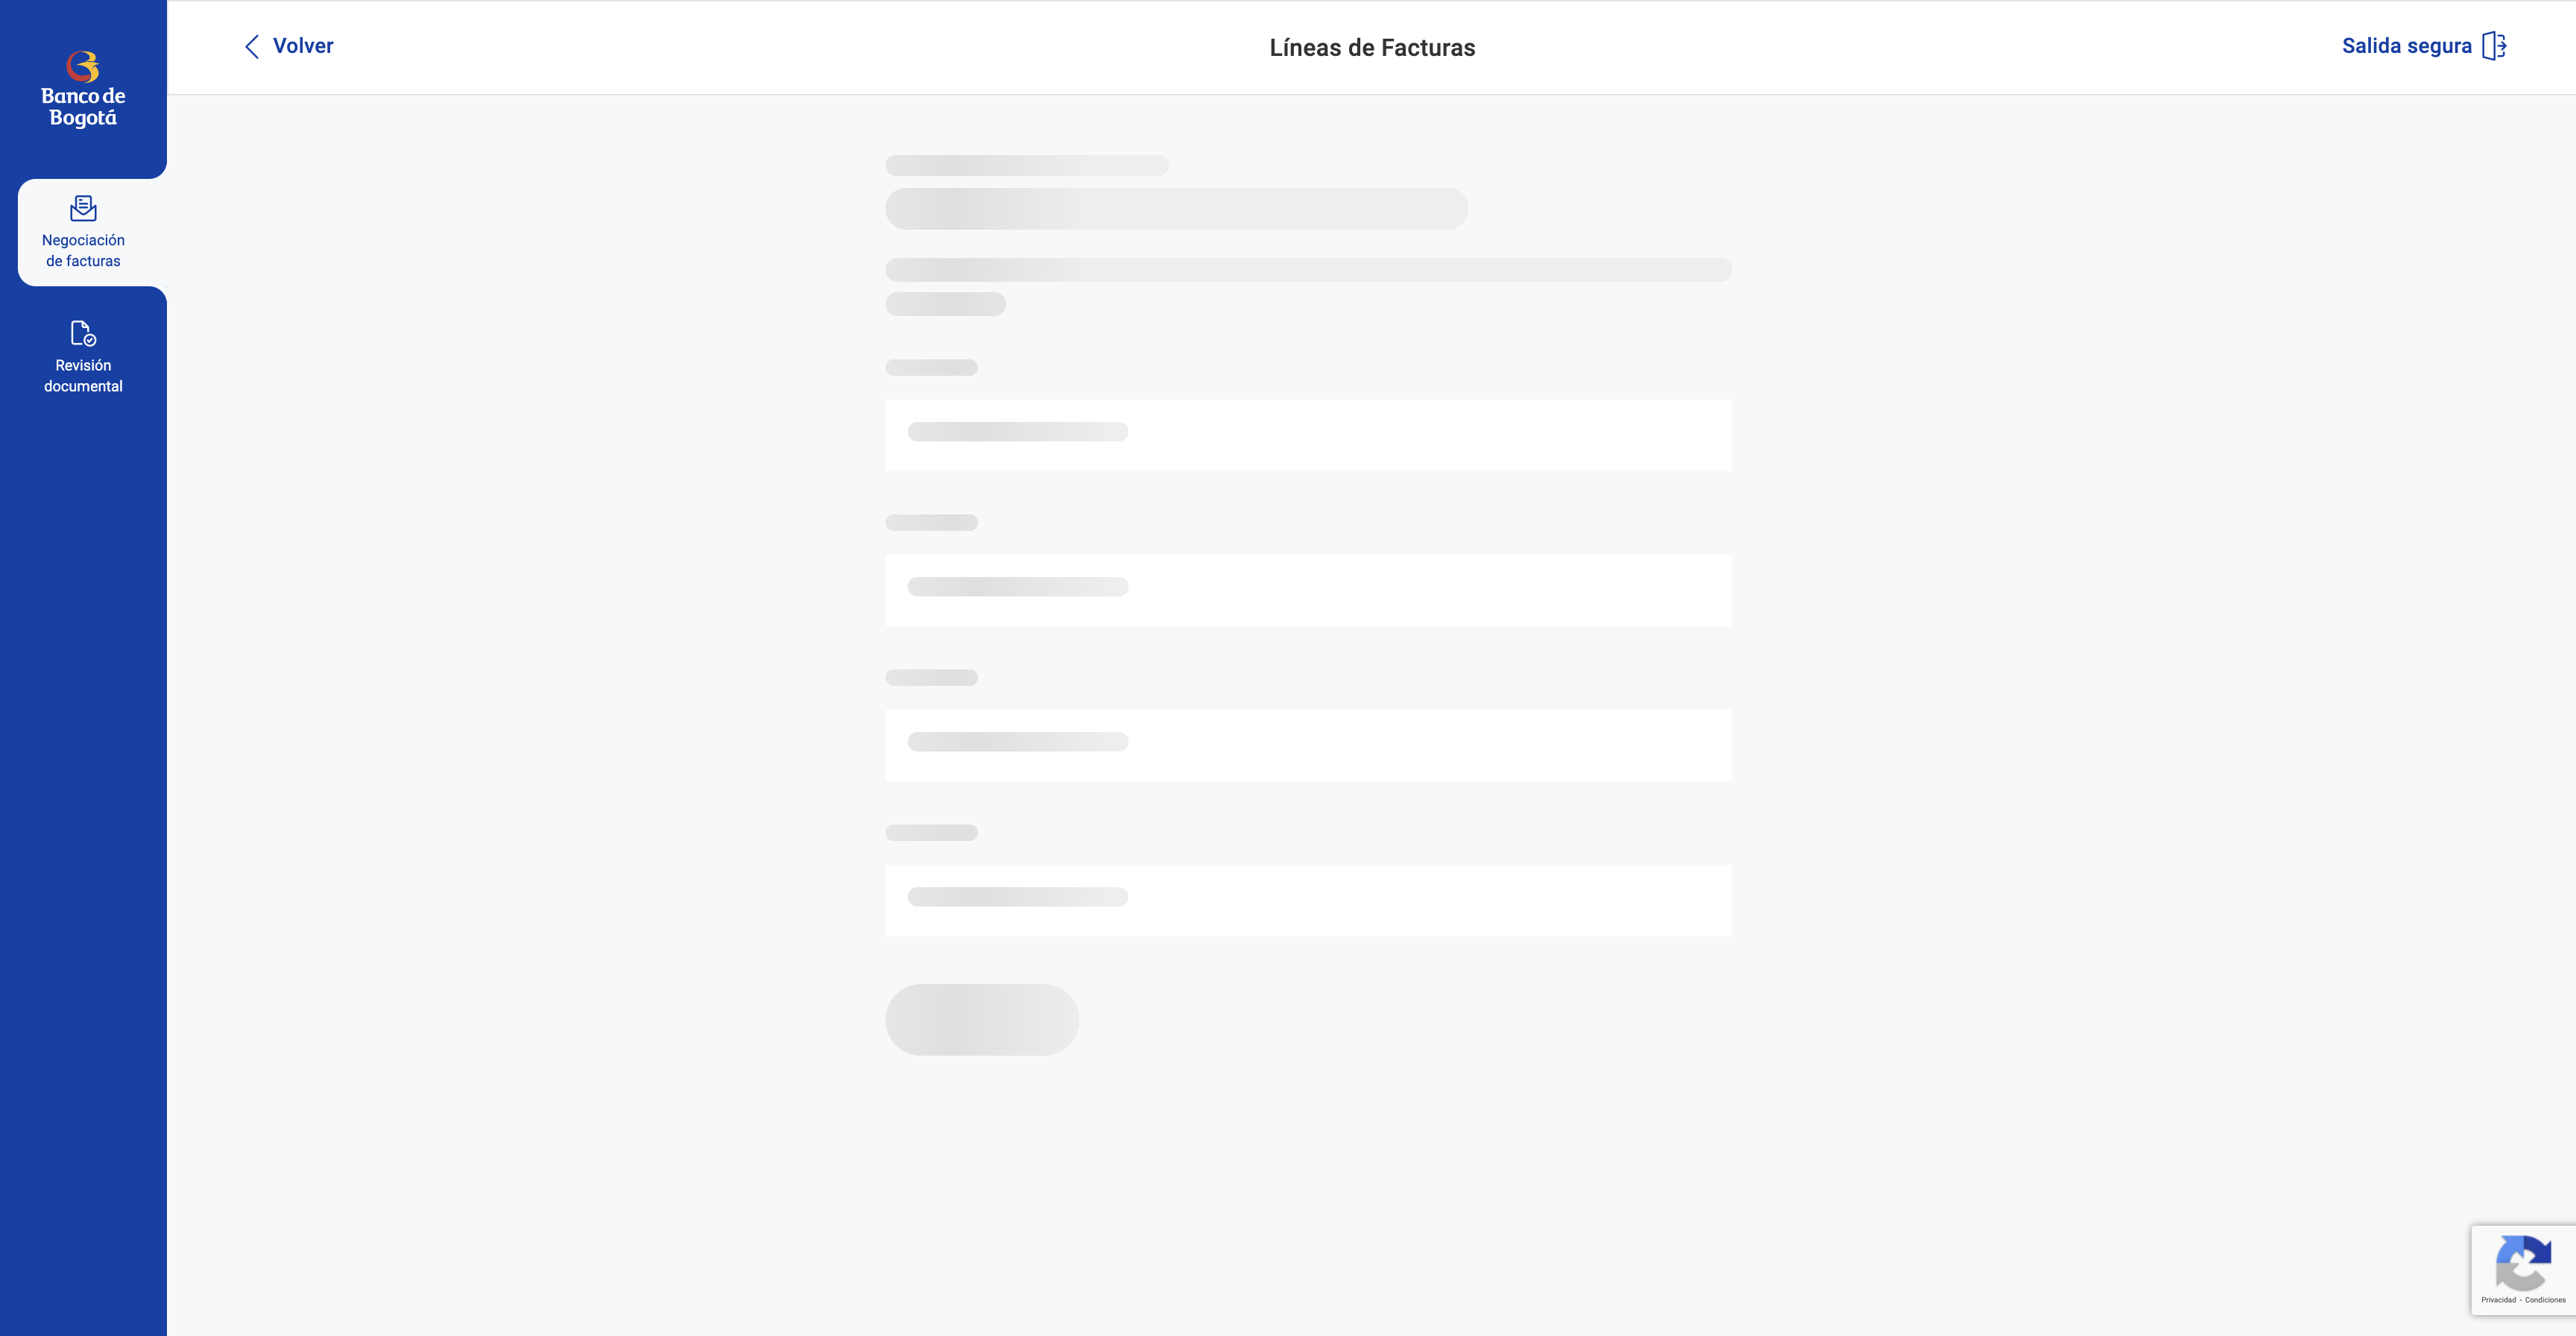 Volver
Líneas de Facturas
Salida segura
Banco de
Bogotá
Negociación
de facturas
Revisión
documental
Privacidad - Condiciones